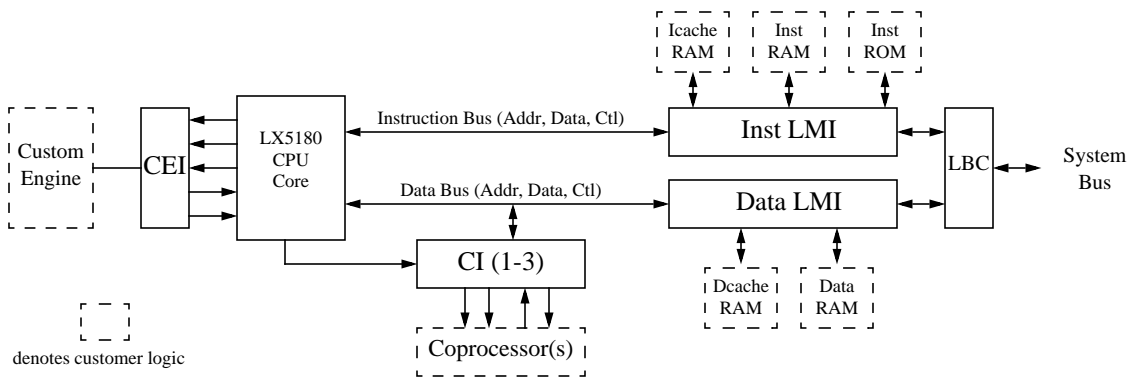 Icache
RAM
Inst
RAM
Inst
ROM
Custom
Engine
CEI
LX5180
CPU
Core
Instruction Bus (Addr, Data, Ctl)
Inst LMI
LBC
System
Bus
Data Bus (Addr, Data, Ctl)
Data LMI
CI (1-3)
Dcache
RAM
Data
RAM
Coprocessor(s)
denotes customer logic